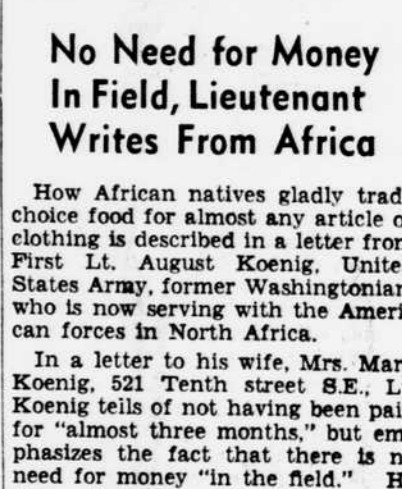 No Need for Money
In Field, Lieutenant
Writes From Africa
How African natives gladly trad
choice food for almost any article o
clothing is described in a letter from
First Lt. August Koenig, Unite
States Army, former Washingtonian
who is now serving with the Ameri
can forces in North Africa.
In a letter to his wife, Mrs. Mar
Koenig, 521 Tenth street S.E., L
Koenig tells of not having been pai
for "almost three months," but em
phasizes the fact that there is n
need for money "in the field." H